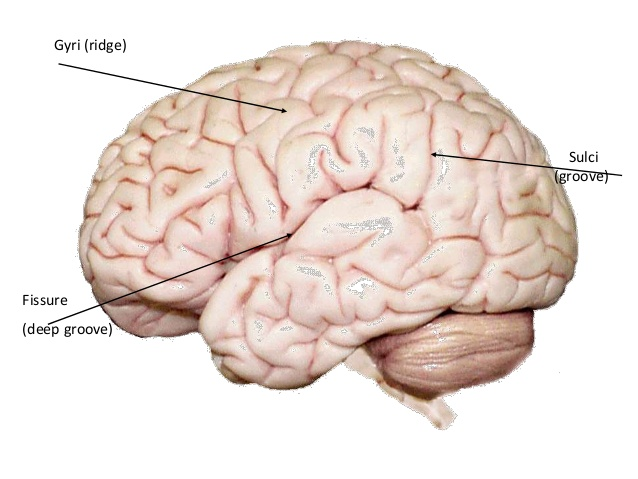 Gyri (ridge)
Sulci
(groove)
Fissure
(deep groove)